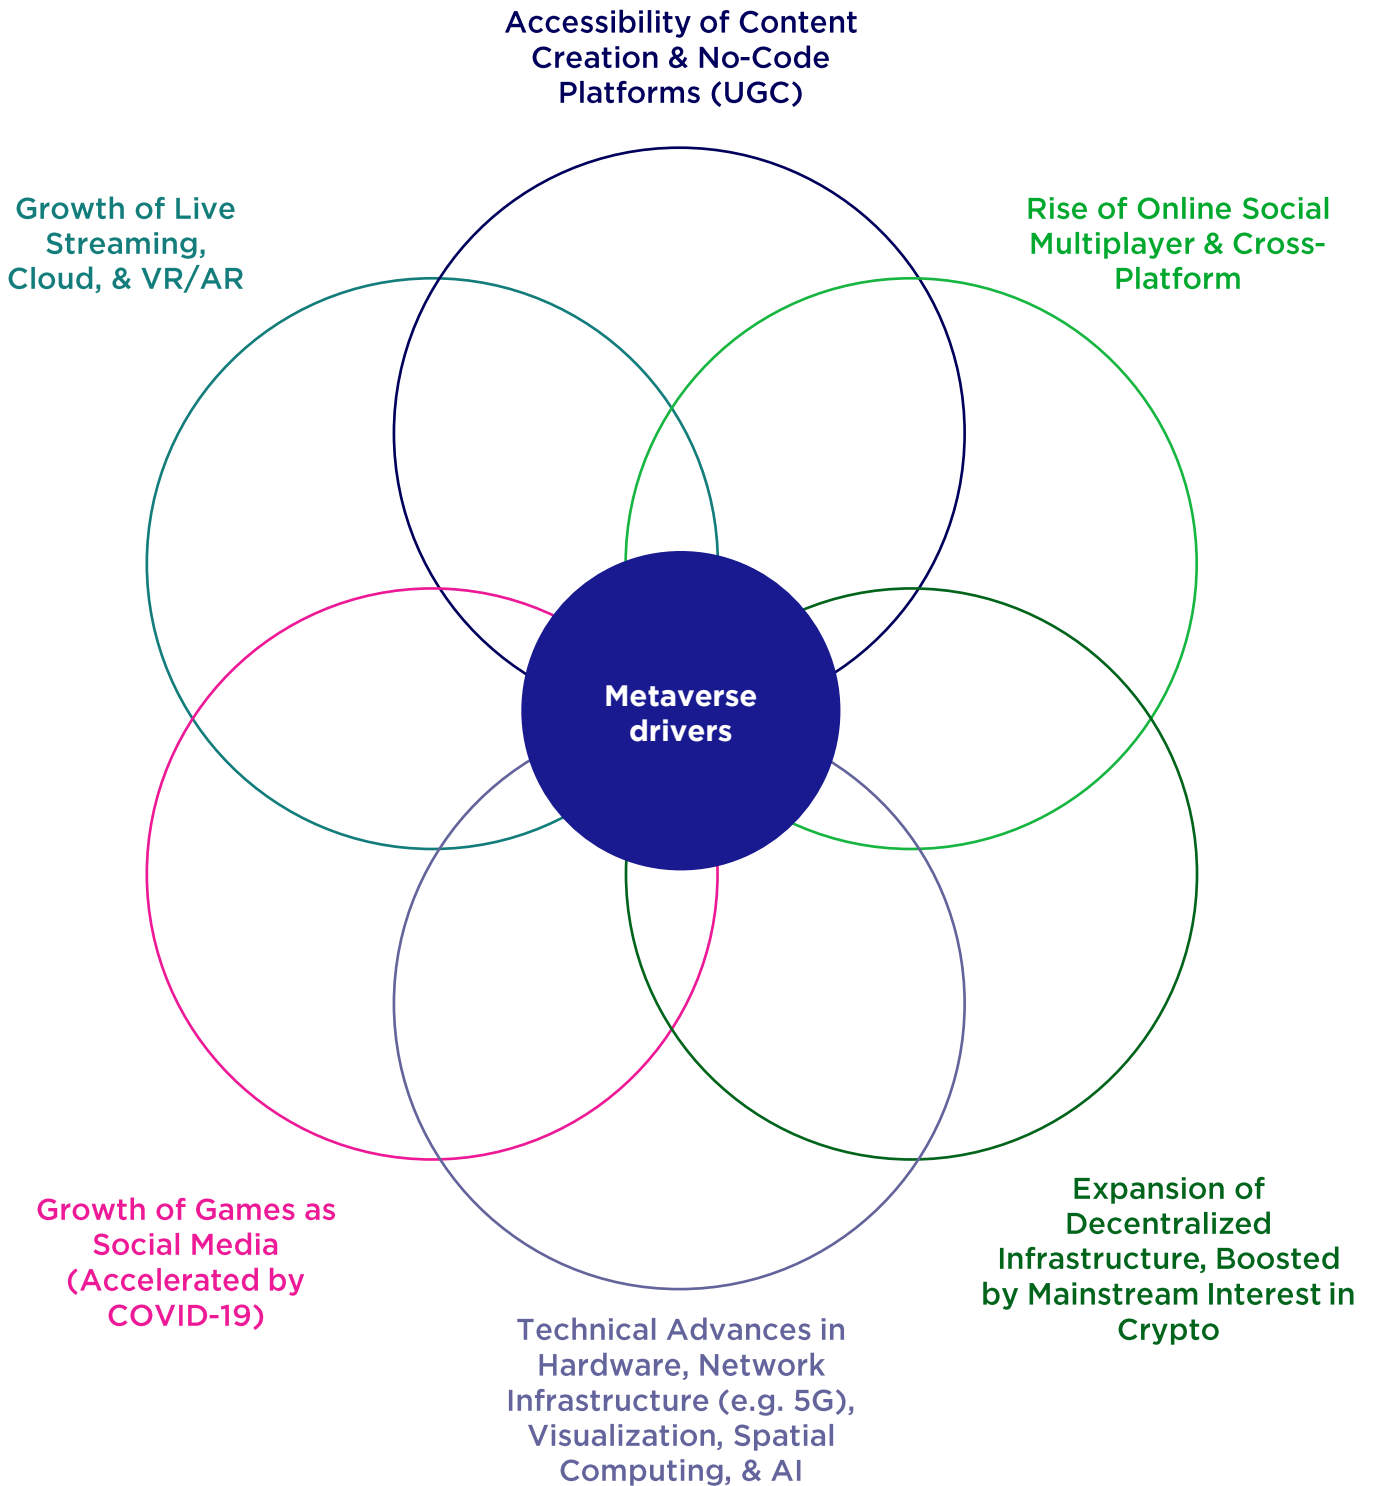 Accessibility of Content
Creation & No-Code
Platforms (UGC)
Growth of Live
Streaming,
Cloud, & VR/AR
Rise of Online Social
Multiplayer & Cross-
Platform
Metaverse
drivers
Growth of Games as
Social Media
(Accelerated by
COVID-19)
Expansion of
Decentralized
Infrastructure, Boosted
by Mainstream Interest in
Crypto
Technical Advances in
Hardware, Network
Infrastructure (e.g. 5G),
Visualization, Spatial
Computing, & AI